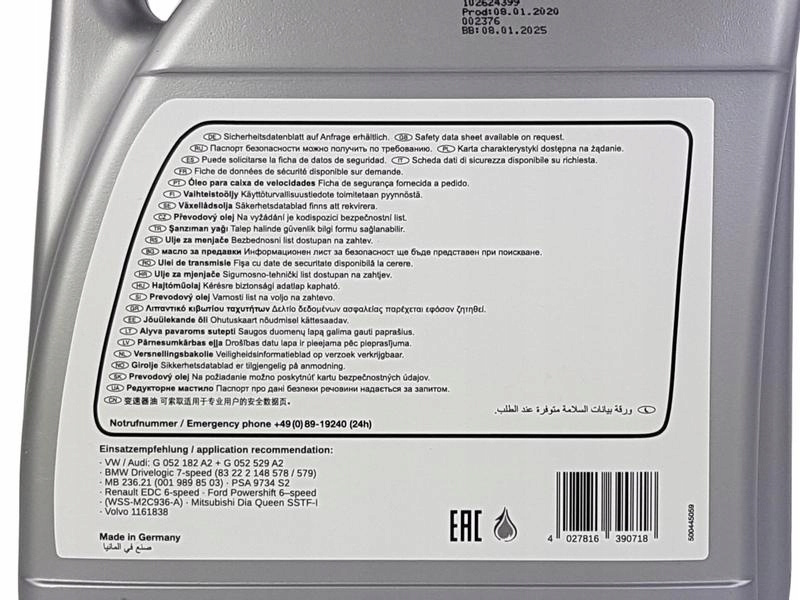 102624399
Prod:08.01.2020
002376
BB:08.01.2025
DE Sicherheitsdatenblatt auf Anfrage erhältlich. GB Safety data sheet available on request.
RU Паспорт безопасности можно получить по требованию. PL Karta charakterystyki dostępna na żądanie.
ES Puede solicitarse la ficha de datos de seguridad. IT Scheda dati di sicurezza disponibile su richiesta.
FR Fiche de données de sécurité disponible sur demande.
PT Óleo para caixa de velocidades Ficha de segurança fornecida a pedido.
FI Vaihteistoöljy Käyttöturvallisuustiedote toimitetaan pyynnöstä.
SE Växellådsolja Säkerhetsdatablad finns att rekvirera.
CZ Převodový olej Na vyžádání je kodispozici bezpečnostní list.
TR Şanzıman yağı Talep halinde güvenlik bilgi formu sağlanabilir.
RS Ulje za menjače Bezbednosni list dostupan na zahtev.
BG масло за предавки Информационен лист за безопасност ще бъде представен при поискване.
RO Ulei de transmisie Fișa cu date de securitate disponibilă la cerere.
HR Ulje za mjenjače Sigumosno-tehnički list dostupan na zahtjev.
HU Hajtóműolaj Kérésre biztonsági adatlap kapható.
SI Prevodový olej Varnosti list na voljo na zahtevo.
GR Λιπαντικό κιβωτίου ταχυτήτων Δελτίο δεδομένων ασφαλείας παρέχεται εφόσον ζητηθεί.
EE Jõuülekande õli Ohutuskaart nõudmisel kättesaadav.
LT Alyva pavaroms sutepti Saugos duomenų lapą galima gauti paprašius.
LV Pārnesumkārbas eļļa Drošības datu lapa ir pieejama pēc pieprasījuma.
NL Versnellingsbakolie Veiligheidsinformatieblad op verzoek verkrijgbaar.
NO Girolje Sikkerhetsdatablad er tilgjengelig på anmodning.
SK Prevodový olej Na požiadanie možno poskytnúť kartu bezpečnostných údajov.
UA Редукторне мастило Паспорт про дані безпеки речовини надається за запитом.
CN 变速器油 可索取适用于专业用户的安全数据页。
ورقة بيانات السلامة متوفرة عند الطلب.
Notrufnummer / Emergency phone +49(0)89-19240 (24h)
Einsatzempfehlung / application recommendation:
· VW / Audi: G 052 182 A2 + G 052 529 A2
· BMW Drivelogic 7-speed (83 22 2 148 578 / 579)
· MB 236.21 (001 989 85 03) · PSA 9734 S2
· Renault EDC 6-speed · Ford Powershift 6–speed
· (WSS-M2C936-A) · Mitsubishi Dia Queen SSTF-I
· Volvo 1161838
Made in Germany
صنع في المانيا
EAC
4 027816 390718
500445059